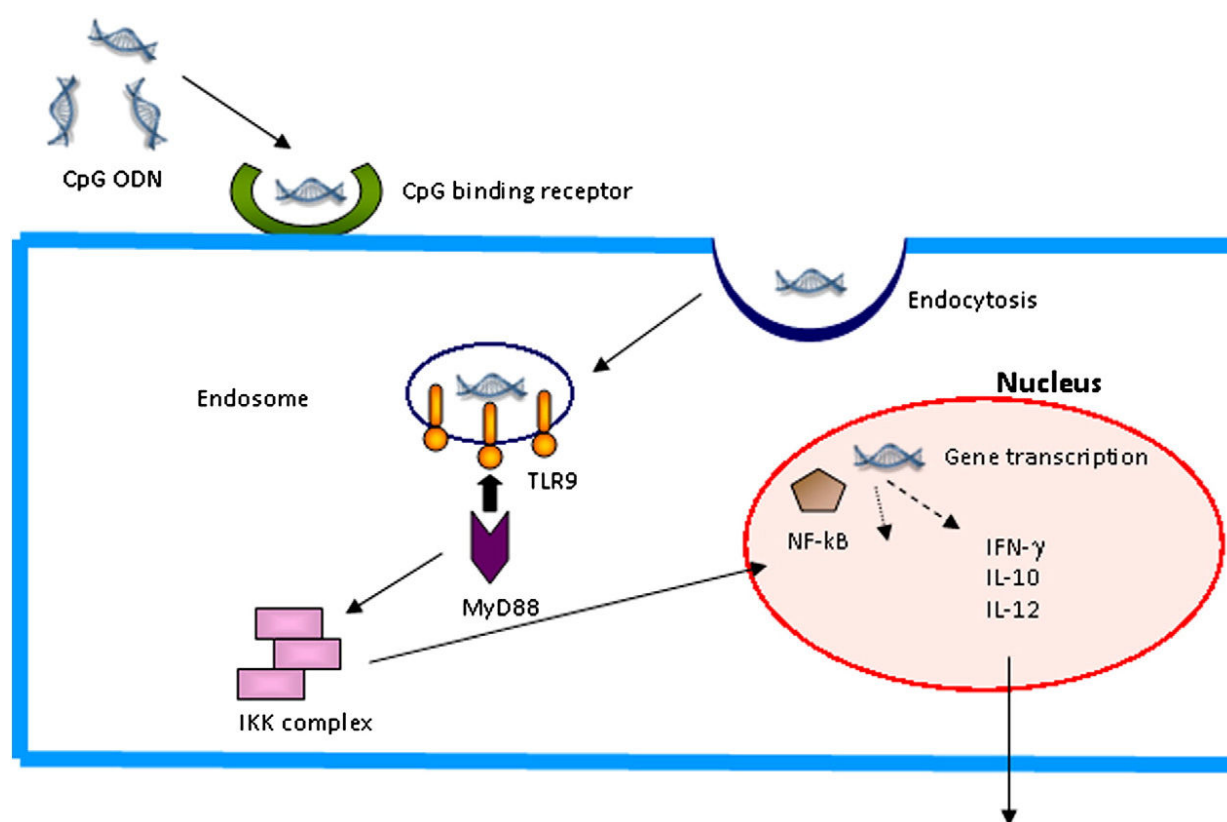 CpG ODN
CpG binding receptor
Endocytosis
Endosome
TLR9
MyD88
IKK complex
Nucleus
Gene transcription
NF-kB
IFN-γ
IL-10
IL-12